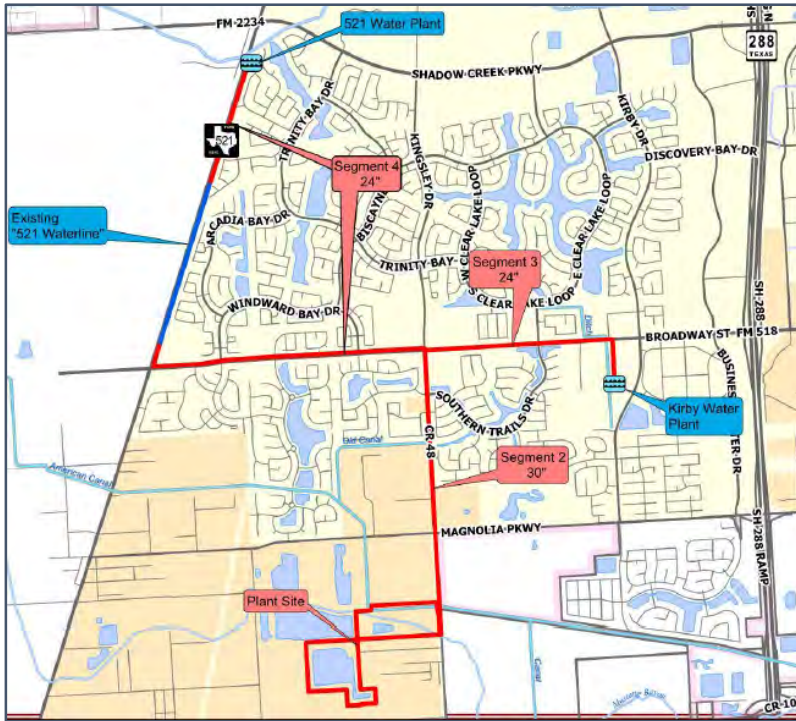 FM 2234
521 Water Plant
288
TEXAS
SHADOW CREEK PKWY
TRINITY BAY DR
KINGSLEY DR
KIRBY DR
DISCOVERY BAY DR
521
Segment 4
24"
BISCAYNE
W CLEAR LAKE LOOP
E CLEAR LAKE LOOP
Existing
"521 Waterline"
ARCADIA BAY DR
TRINITY BAY
Segment 3
24"
S CLEAR LAKE LOOP
WINDWARD BAY DR
Ditch
BROADWAY ST FM 518
SH 288
SOUTHERN TRAILS DR
CR 48
Kirby Water
Plant
Old Canal
American Canal
Segment 2
30"
MAGNOLIA PKWY
SH 288 RAMP
Plant Site
Canal
Mustang Bayou
CR 10